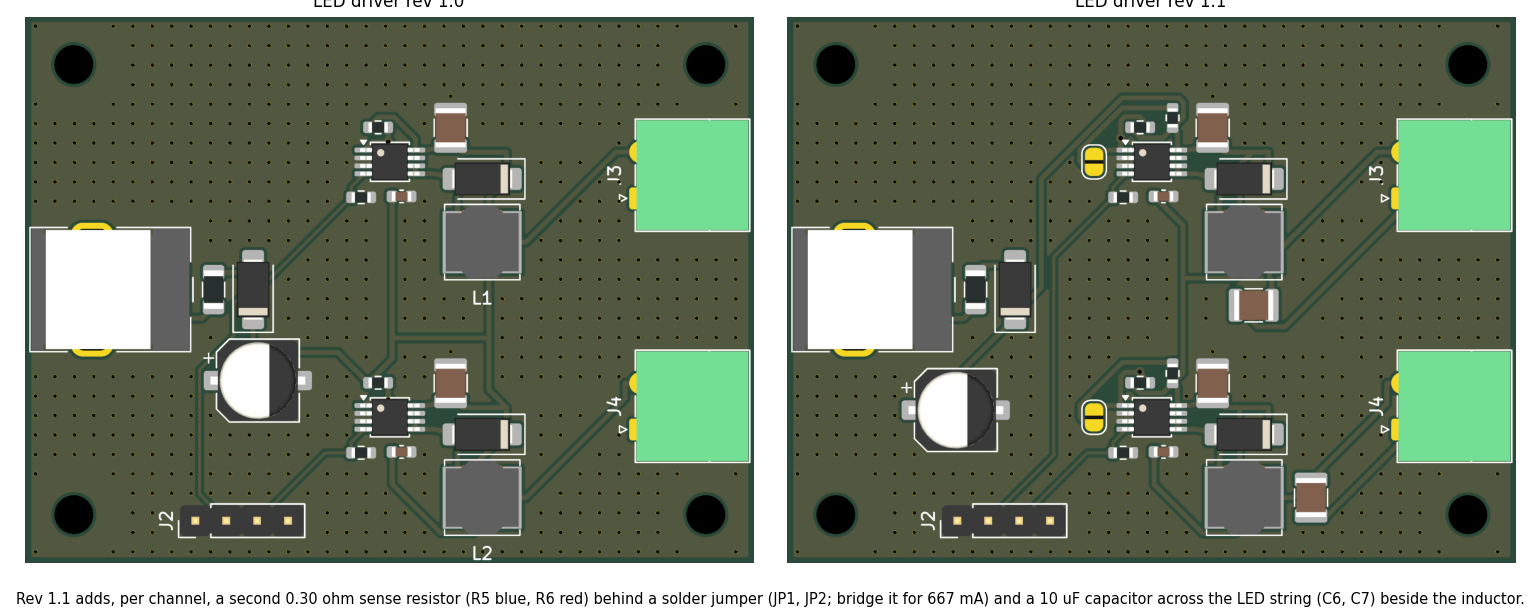 LED driver rev 1.0
LED driver rev 1.1
J3
J3
L1
+
+
J4
J4
J2
J2
L2
Rev 1.1 adds, per channel, a second 0.30 ohm sense resistor (R5 blue, R6 red) behind a solder jumper (JP1, JP2; bridge it for 667 mA) and a 10 uF capacitor across the LED string (C6, C7) beside the inductor.